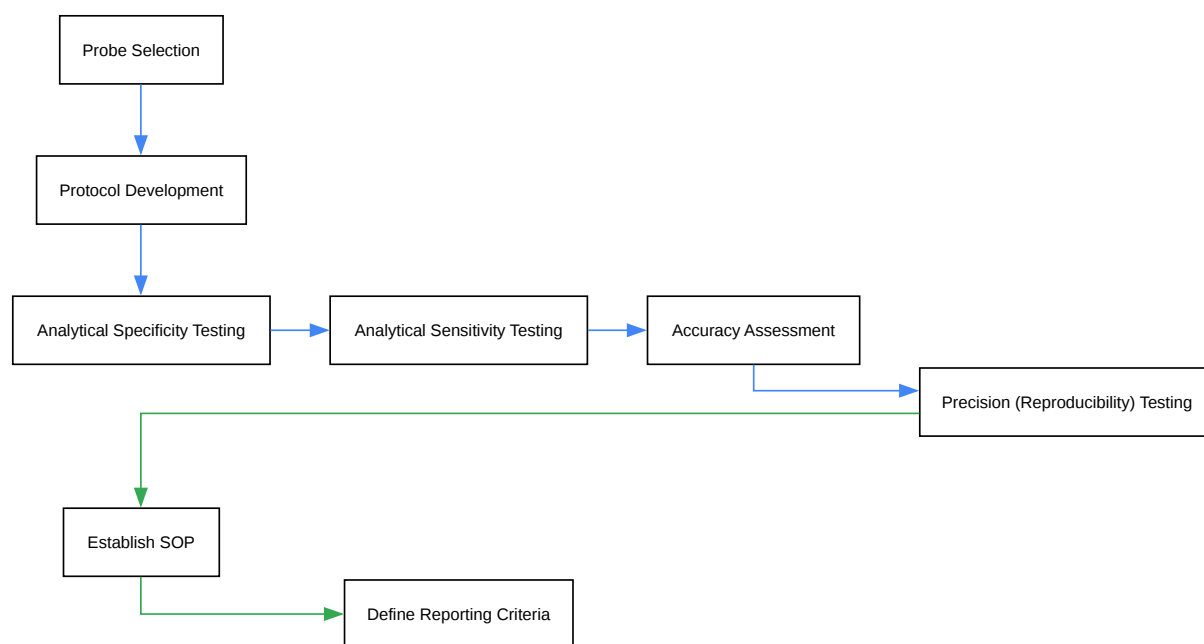 Probe Selection
Protocol Development
Analytical Specificity Testing
Analytical Sensitivity Testing
Accuracy Assessment
Precision (Reproducibility) Testing
Establish SOP
Define Reporting Criteria